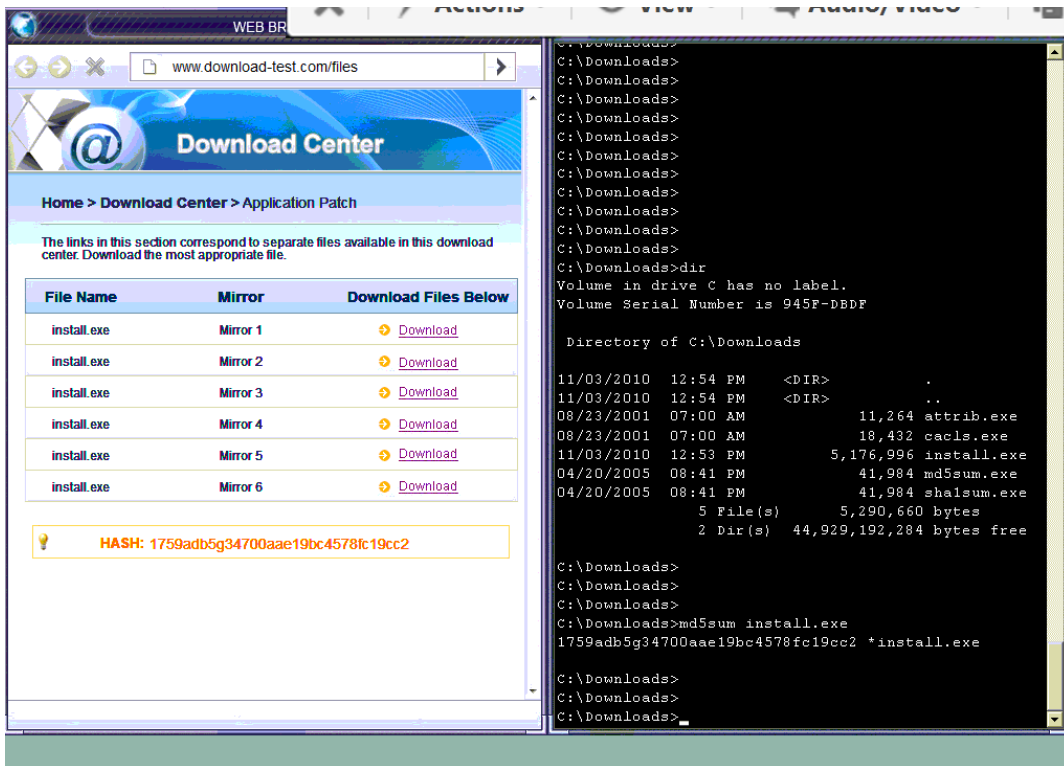 Actions
View
Audio/Video
WEB BR
www.download-test.com/files
@
Download Center
Home > Download Center > Application Patch
The links in this section correspond to separate files available in this download
center. Download the most appropriate file.
File Name Mirror Download Files Below
install.exe Mirror 1 Download
install.exe Mirror 2 Download
install.exe Mirror 3 Download
install.exe Mirror 4 Download
install.exe Mirror 5 Download
install.exe Mirror 6 Download
HASH: 1759adb5g34700aae19bc4578fc19cc2
C:\Downloads>
C:\Downloads>
C:\Downloads>
C:\Downloads>
C:\Downloads>
C:\Downloads>
C:\Downloads>
C:\Downloads>
C:\Downloads>
C:\Downloads>
C:\Downloads>
C:\Downloads>
C:\Downloads>dir
Volume in drive C has no label.
Volume Serial Number is 945F-DBDF
Directory of C:\Downloads
11/03/2010 12:54 PM <DIR> .
11/03/2010 12:54 PM <DIR> ..
08/23/2001 07:00 AM 11,264 attrib.exe
08/23/2001 07:00 AM 18,432 cacls.exe
11/03/2010 12:53 PM 5,176,996 install.exe
04/20/2005 08:41 PM 41,984 md5sum.exe
04/20/2005 08:41 PM 41,984 sha1sum.exe
5 File(s) 5,290,660 bytes
2 Dir(s) 44,929,192,284 bytes free
C:\Downloads>
C:\Downloads>
C:\Downloads>
C:\Downloads>md5sum install.exe
1759adb5g34700aae19bc4578fc19cc2 *install.exe
C:\Downloads>
C:\Downloads>
C:\Downloads>